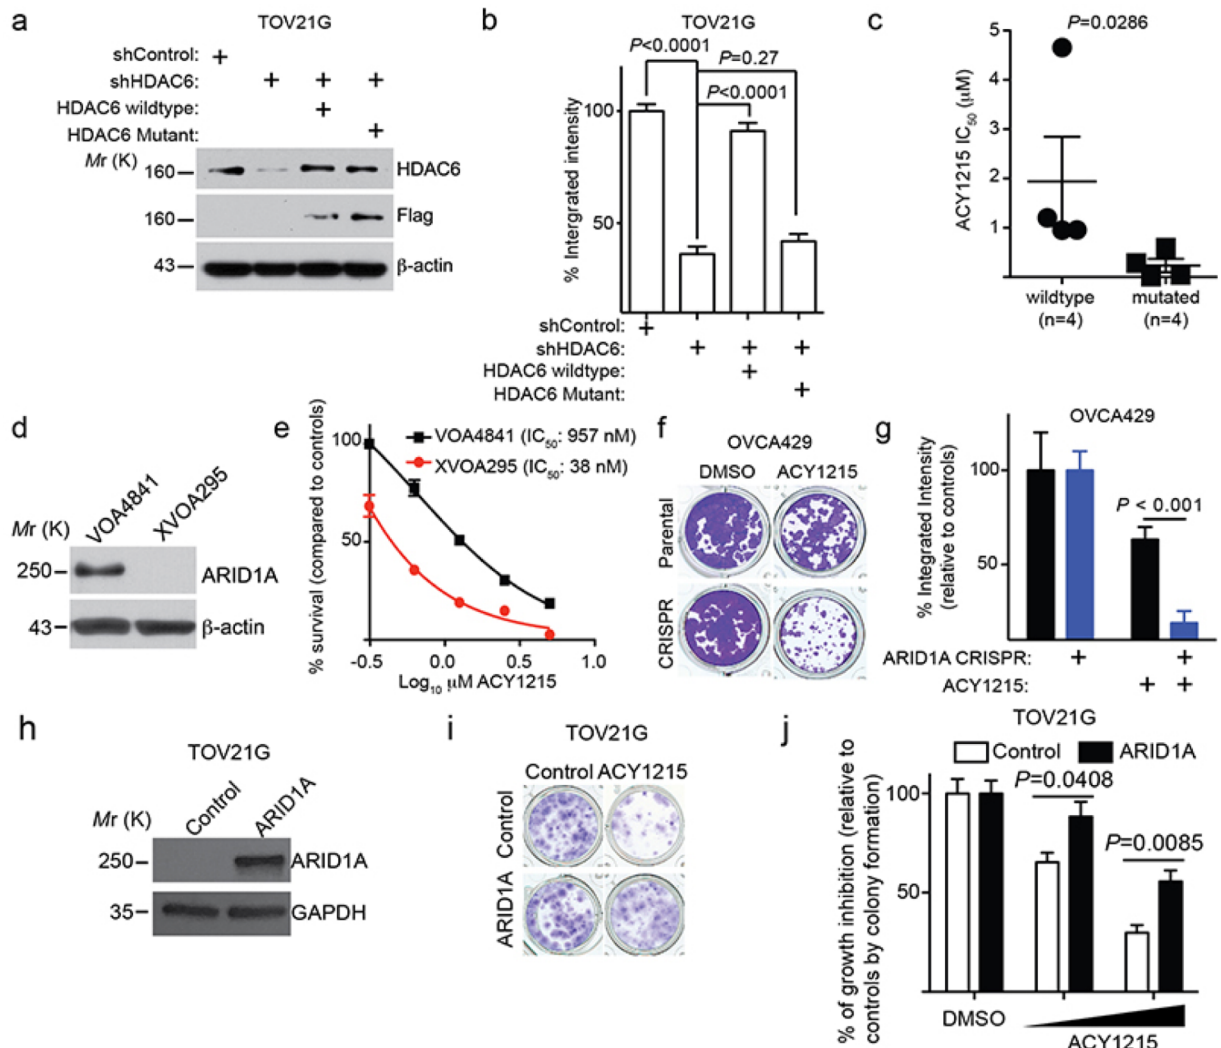 a
TOV21G
shControl: +
shHDAC6: + + +
HDAC6 wildtype: +
HDAC6 Mutant: +
Mr (K)
160 HDAC6
160 Flag
43 β-actin
b
TOV21G
P<0.0001
P=0.27
P<0.0001
% Intergrated intensity
100
50
shControl: +
shHDAC6: + + +
HDAC6 wildtype: +
HDAC6 Mutant: +
c
P=0.0286
ACY1215 IC50 (μM)
5
4
3
2
1
wildtype mutated
(n=4) (n=4)
d
VOA4841 XVOA295
Mr (K)
250 ARID1A
43 β-actin
e
VOA4841 (IC50: 957 nM)
XVOA295 (IC50: 38 nM)
% survival (compared to controls)
100
50
-0.5 0.0 0.5 1.0
Log10 μM ACY1215
f
OVCA429
DMSO ACY1215
Parental
CRISPR
g
OVCA429
% Integrated Intensity
(relative to controls)
100
50
P < 0.001
ARID1A CRISPR: + +
ACY1215: + +
h
TOV21G
Control ARID1A
Mr (K)
250 ARID1A
35 GAPDH
i
TOV21G
Control ACY1215
Control
ARID1A
j
TOV21G
Control ARID1A
% of growth inhibition (relative to
controls by colony formation)
100
50
P=0.0408
P=0.0085
DMSO
ACY1215